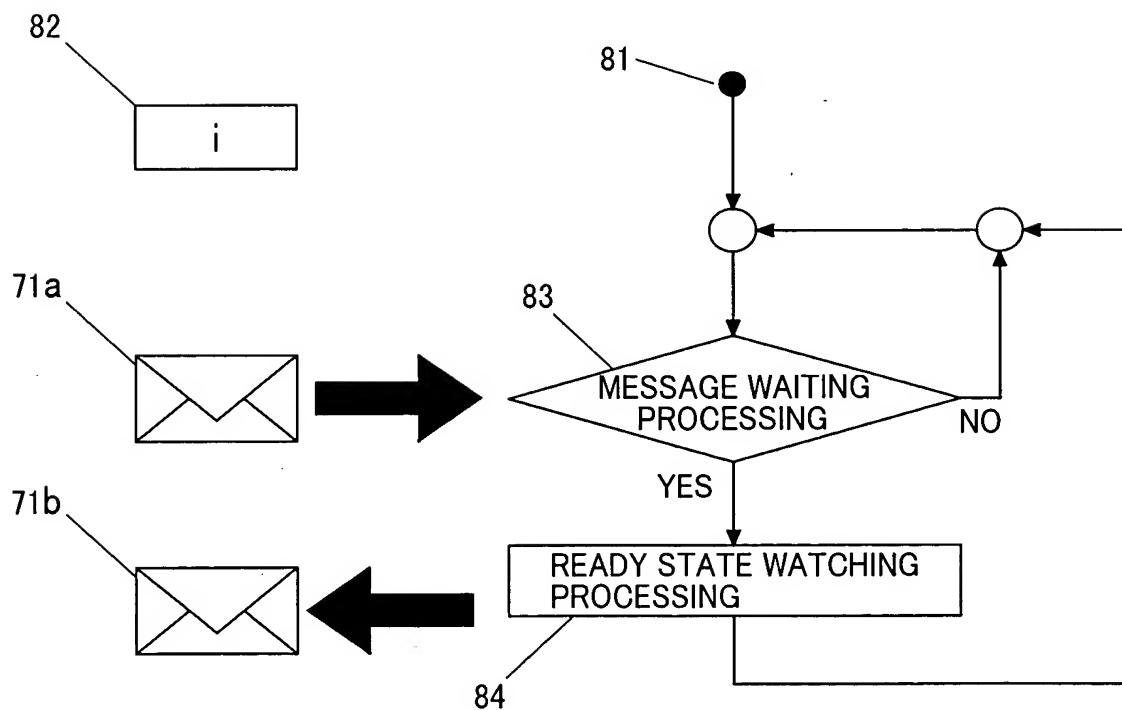 82
81
i
71a
83
MESSAGE WAITING
PROCESSING
NO
YES
71b
READY STATE WATCHING
PROCESSING
84